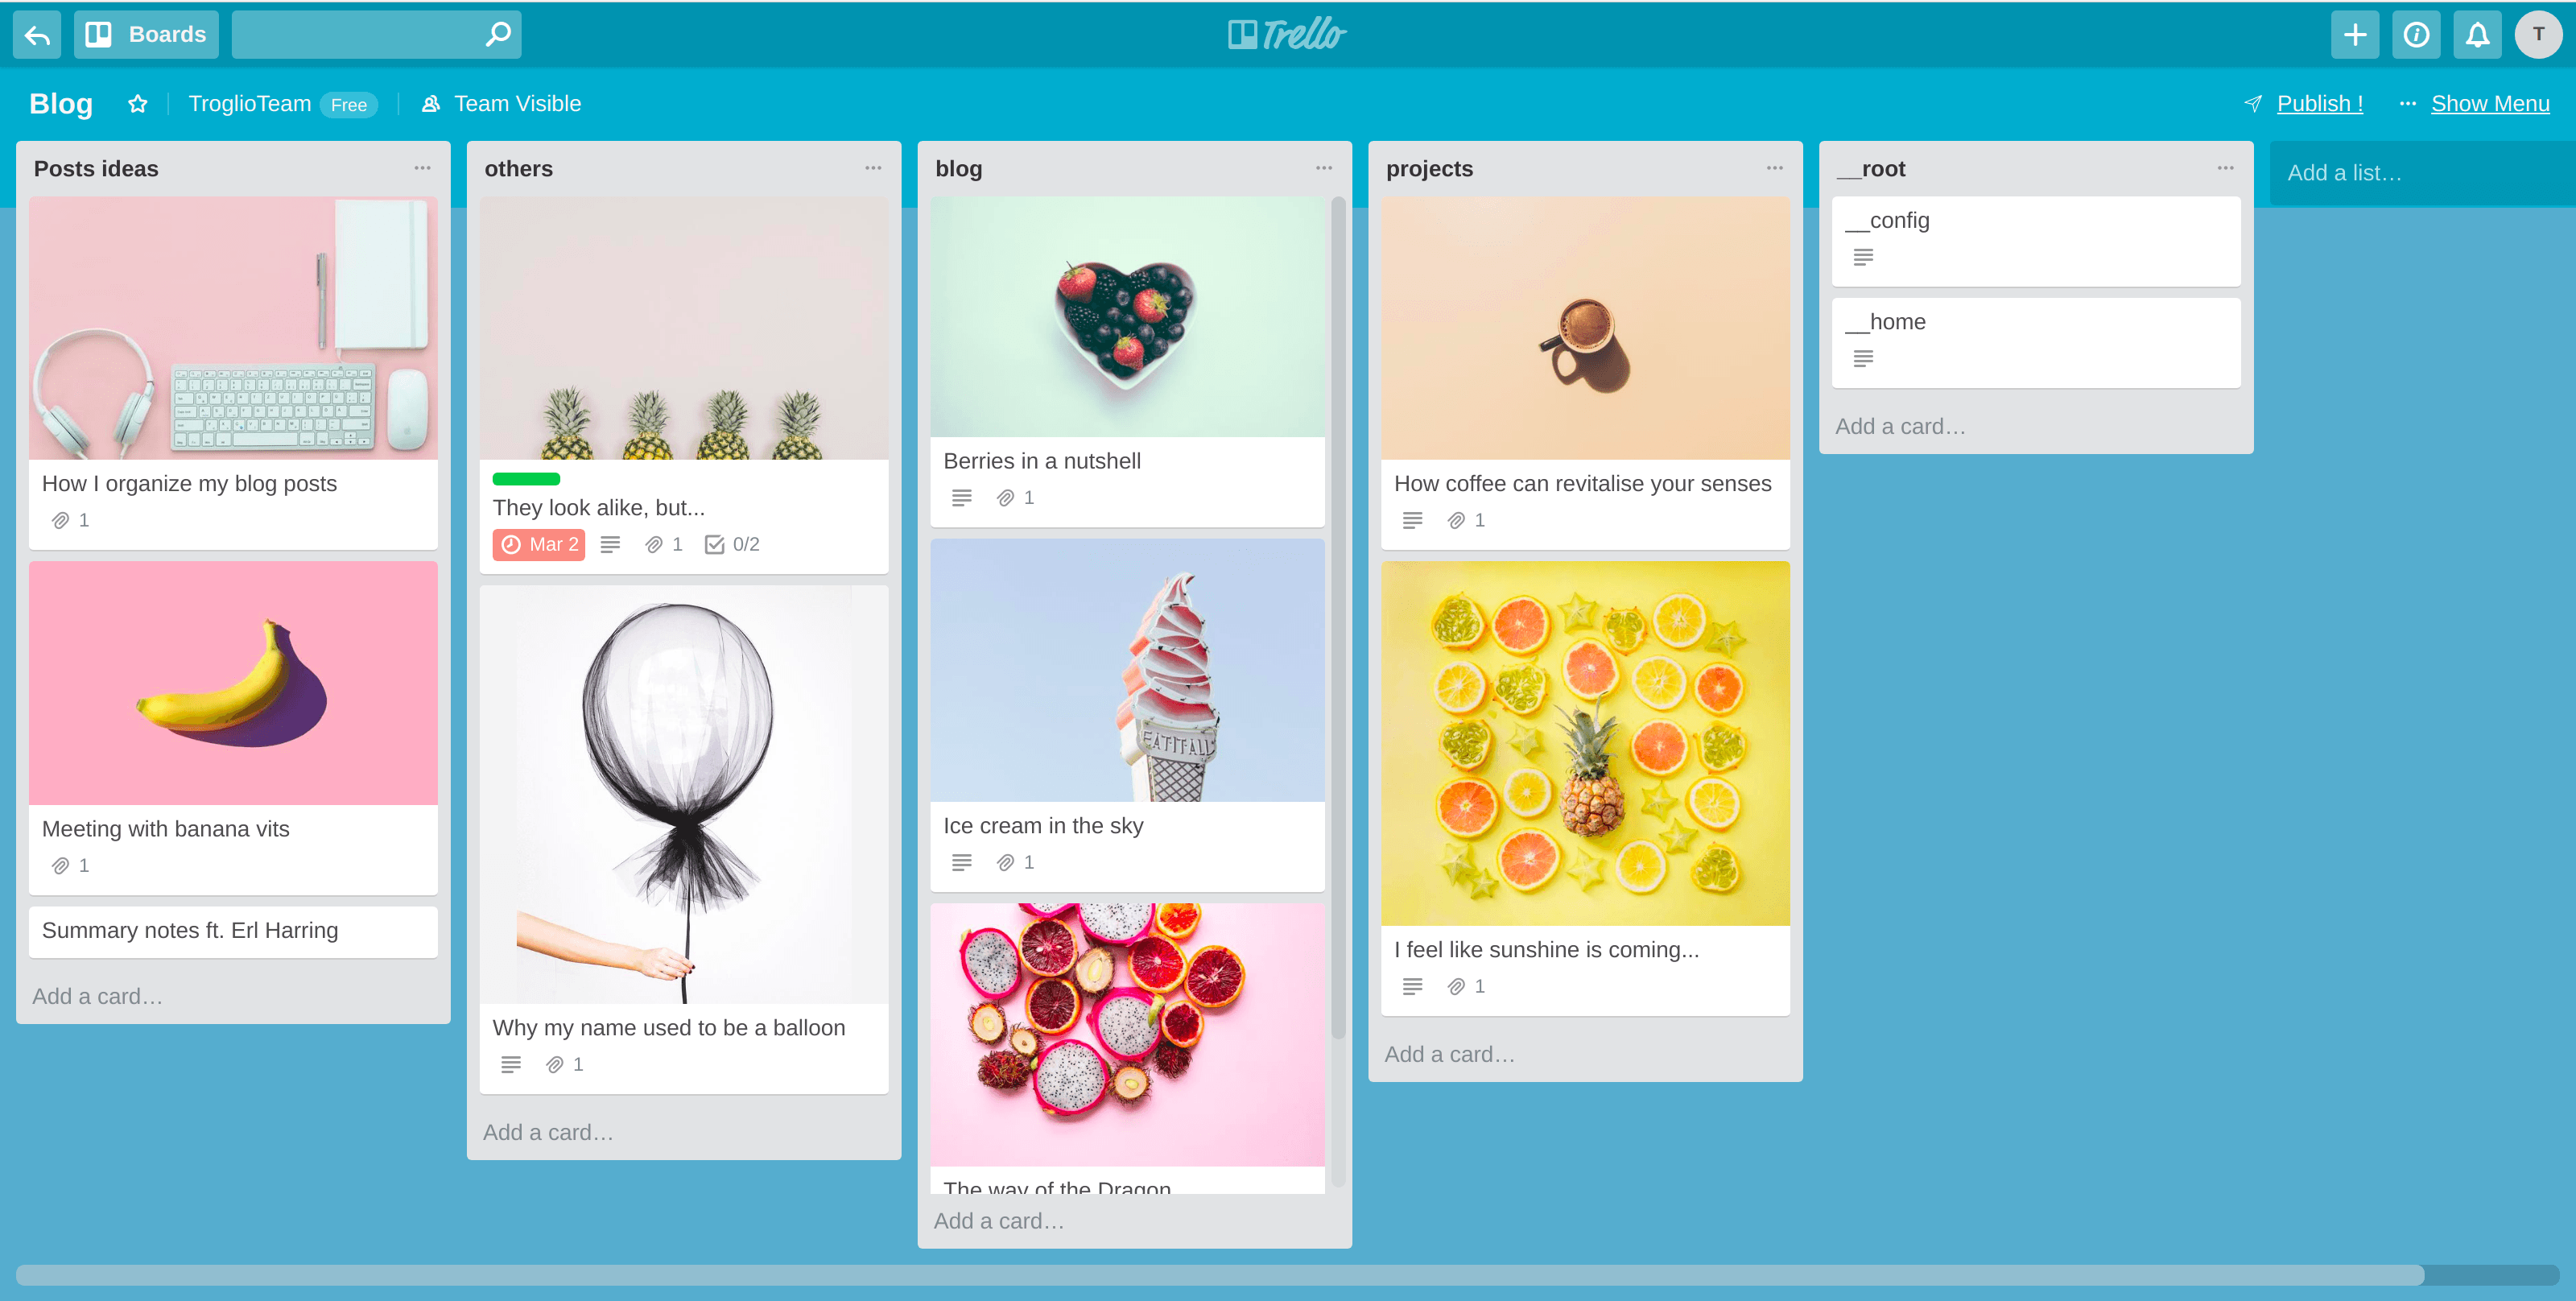 Boards
Trello
T
Blog
TroglioTeam Free
Team Visible
Publish !
Show Menu
Posts ideas
How I organize my blog posts
1
Meeting with banana vits
1
Summary notes ft. Erl Harring
Add a card…
others
They look alike, but...
Mar 2 1 0/2
Why my name used to be a balloon
1
Add a card…
blog
Berries in a nutshell
1
EATITALL
Ice cream in the sky
1
The way of the Dragon
Add a card…
projects
How coffee can revitalise your senses
1
I feel like sunshine is coming...
1
Add a card…
__root
__config
__home
Add a card…
Add a list…